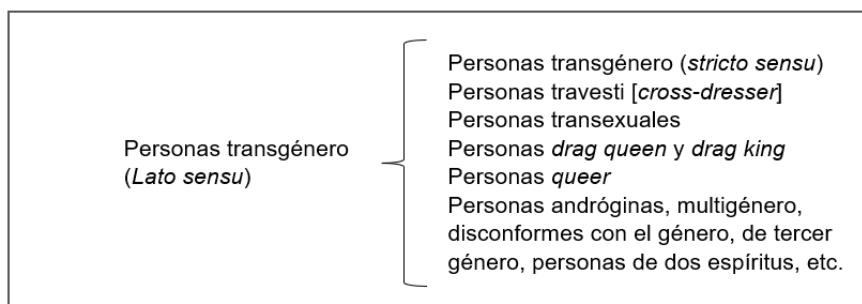 Personas transgénero
(Lato sensu)
Personas transgénero (stricto sensu)
Personas travesti [cross-dresser]
Personas transexuales
Personas drag queen y drag king
Personas queer
Personas andróginas, multigénero,
disconformes con el género, de tercer
género, personas de dos espíritus, etc.